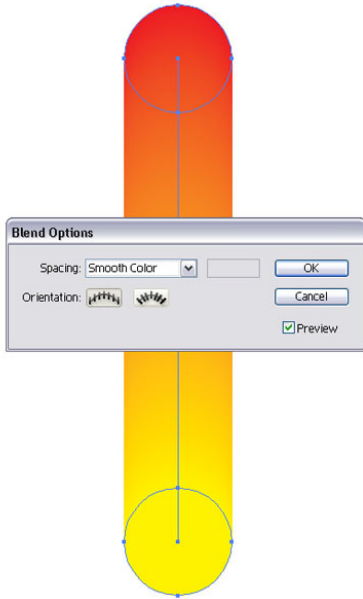 Blend Options
Spacing: Smooth Color
OK
Orientation:
Cancel
Preview